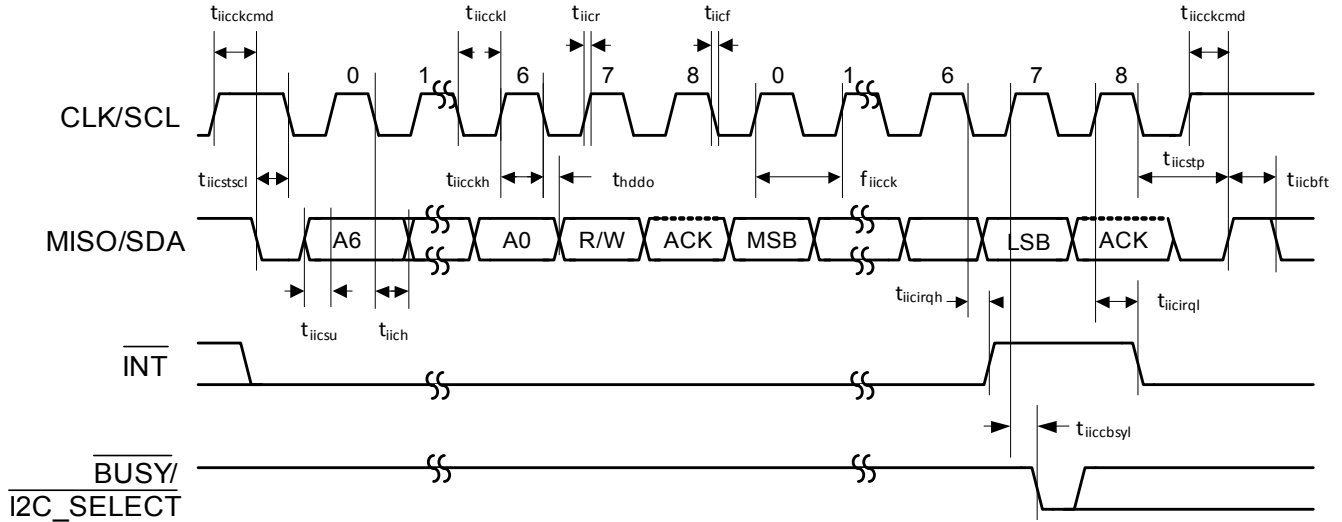 t_iicckcmd t_iicckl t_iicr t_iicf t_iicckcmd
0 1 6 7 8 0 1 6 7 8
CLK/SCL
t_iicstscl t_iicckh t_hddo f_iicck t_iicstp t_iicbft
MISO/SDA A6 A0 R/W ACK MSB LSB ACK
t_iicsu t_iich t_iicirqh t_iicirql
INT
t_iiccbsyl
BUSY/
I2C_SELECT